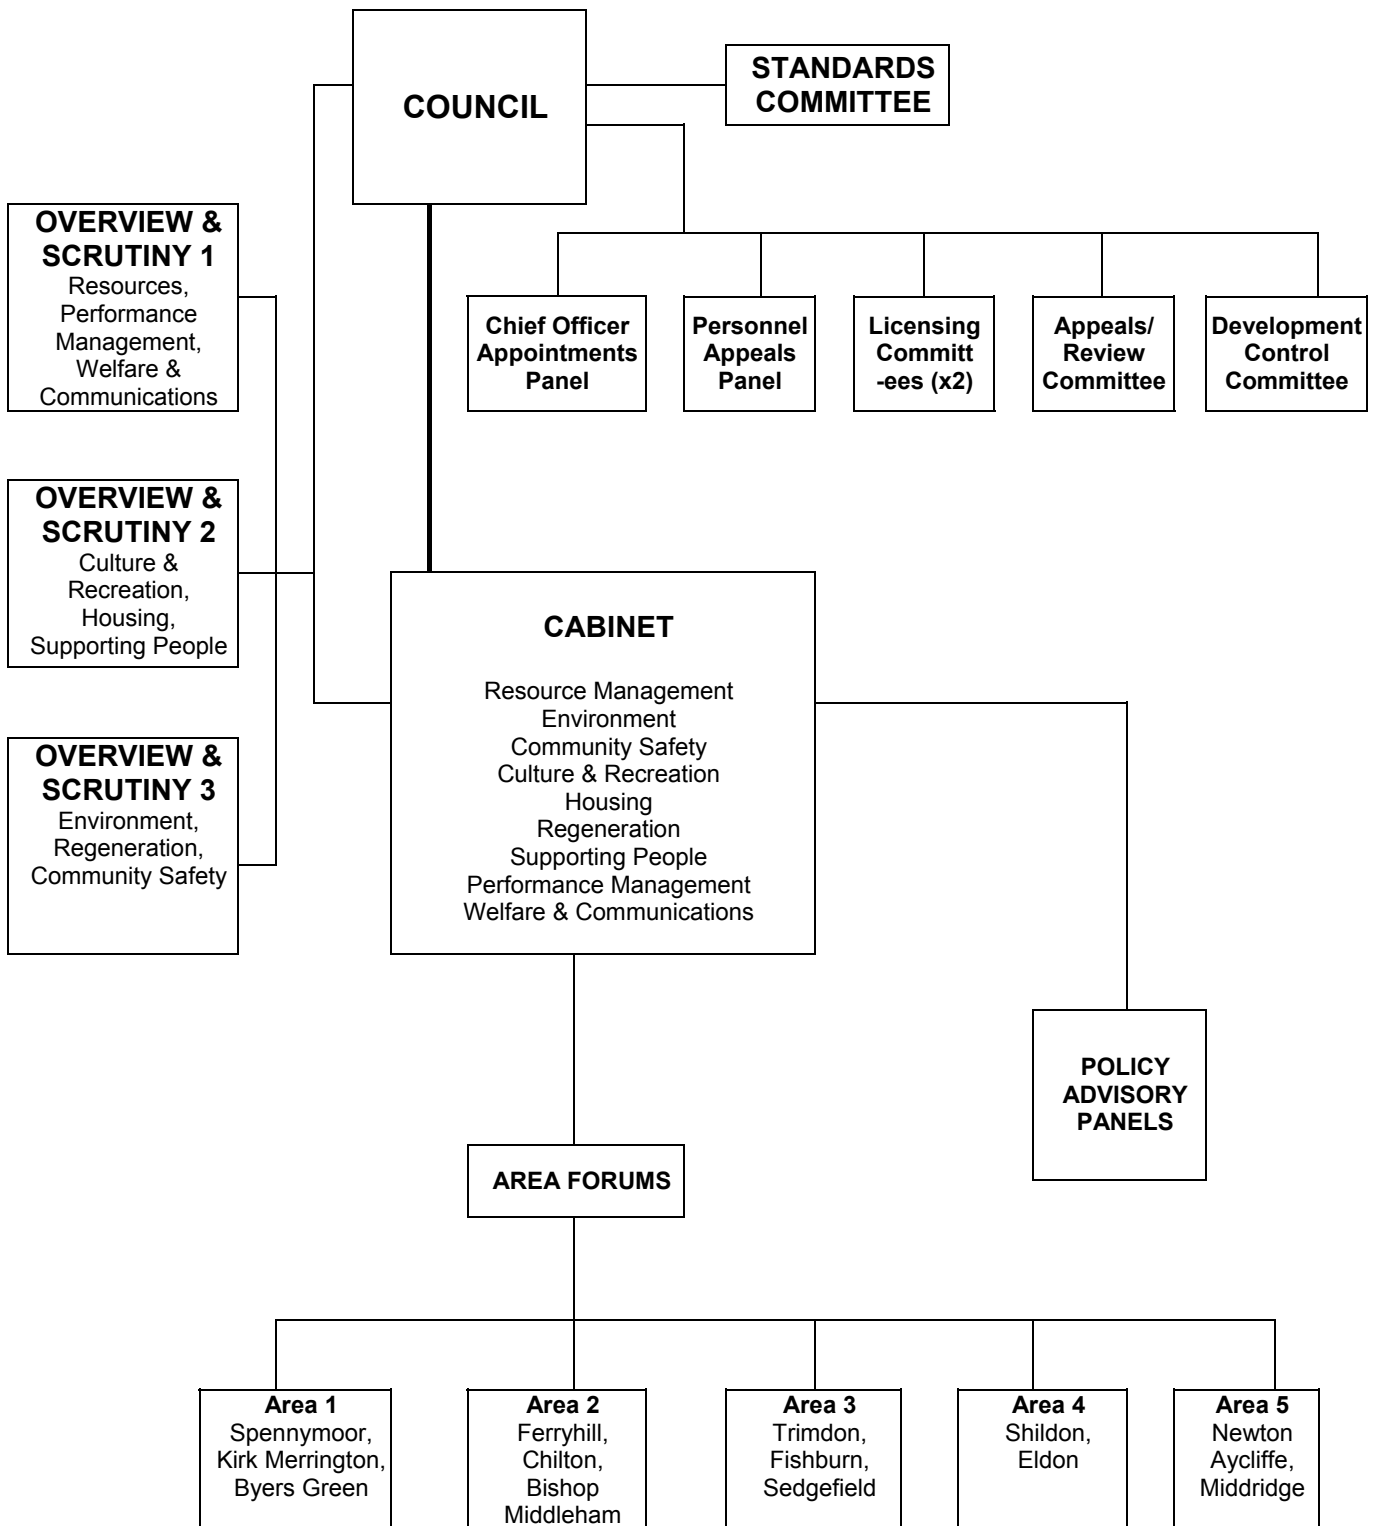 COUNCIL
STANDARDS
COMMITTEE
OVERVIEW &
SCRUTINY 1
Resources,
Performance
Management,
Welfare &
Communications
Chief Officer
Appointments
Panel
Personnel
Appeals
Panel
Licensing
Committ
-ees (x2)
Appeals/
Review
Committee
Development
Control
Committee
OVERVIEW &
SCRUTINY 2
Culture &
Recreation,
Housing,
Supporting People
CABINET
Resource Management
Environment
Community Safety
Culture & Recreation
Housing
Regeneration
Supporting People
Performance Management
Welfare & Communications
OVERVIEW &
SCRUTINY 3
Environment,
Regeneration,
Community Safety
POLICY
ADVISORY
PANELS
AREA FORUMS
Area 1
Spennymoor,
Kirk Merrington,
Byers Green
Area 2
Ferryhill,
Chilton,
Bishop
Middleham
Area 3
Trimdon,
Fishburn,
Sedgefield
Area 4
Shildon,
Eldon
Area 5
Newton
Aycliffe,
Middridge